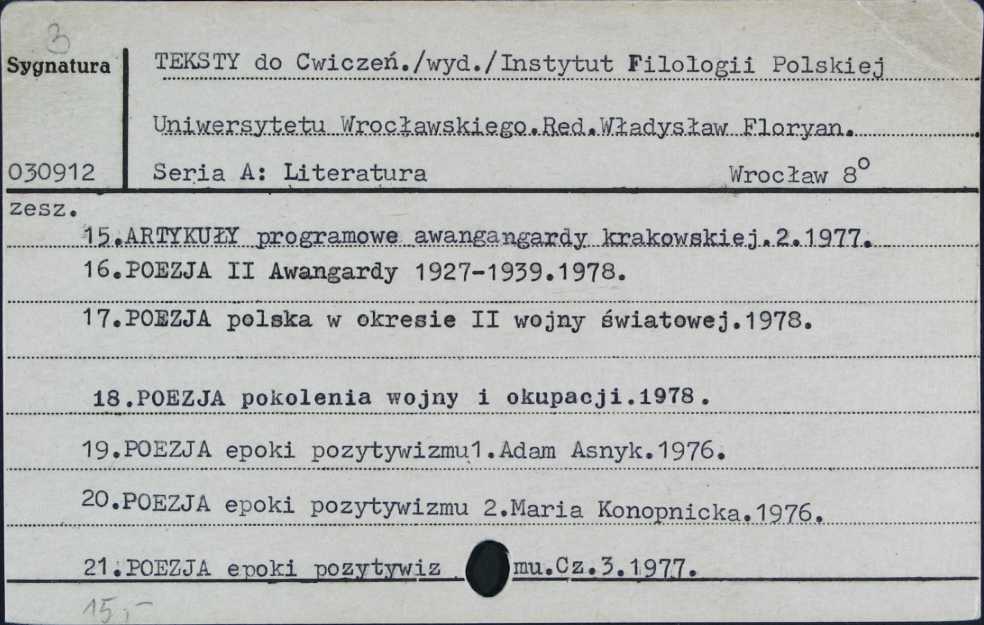 3
Sygnatura
TEKSTY do Cwiczeń./wyd./Instytut Filologii Polskiej
Uniwersytetu Wrocławskiego.Red.Władysław Floryan.
030912
Seria A: Literatura Wrocław 8º
zesz.
15.ARTYKUŁY programowe awangangardy krakowskiej.2.1977.
16.POEZJA II Awangardy 1927-1939.1978.
17.POEZJA polska w okresie II wojny światowej.1978.
18.POEZJA pokolenia wojny i okupacji.1978.
19.POEZJA epoki pozytywizmu1.Adam Asnyk.1976.
20.POEZJA epoki pozytywizmu 2.Maria Konopnicka.1976.
21.POEZJA epoki pozytywiz mu.Cz.3.1977.
15,-